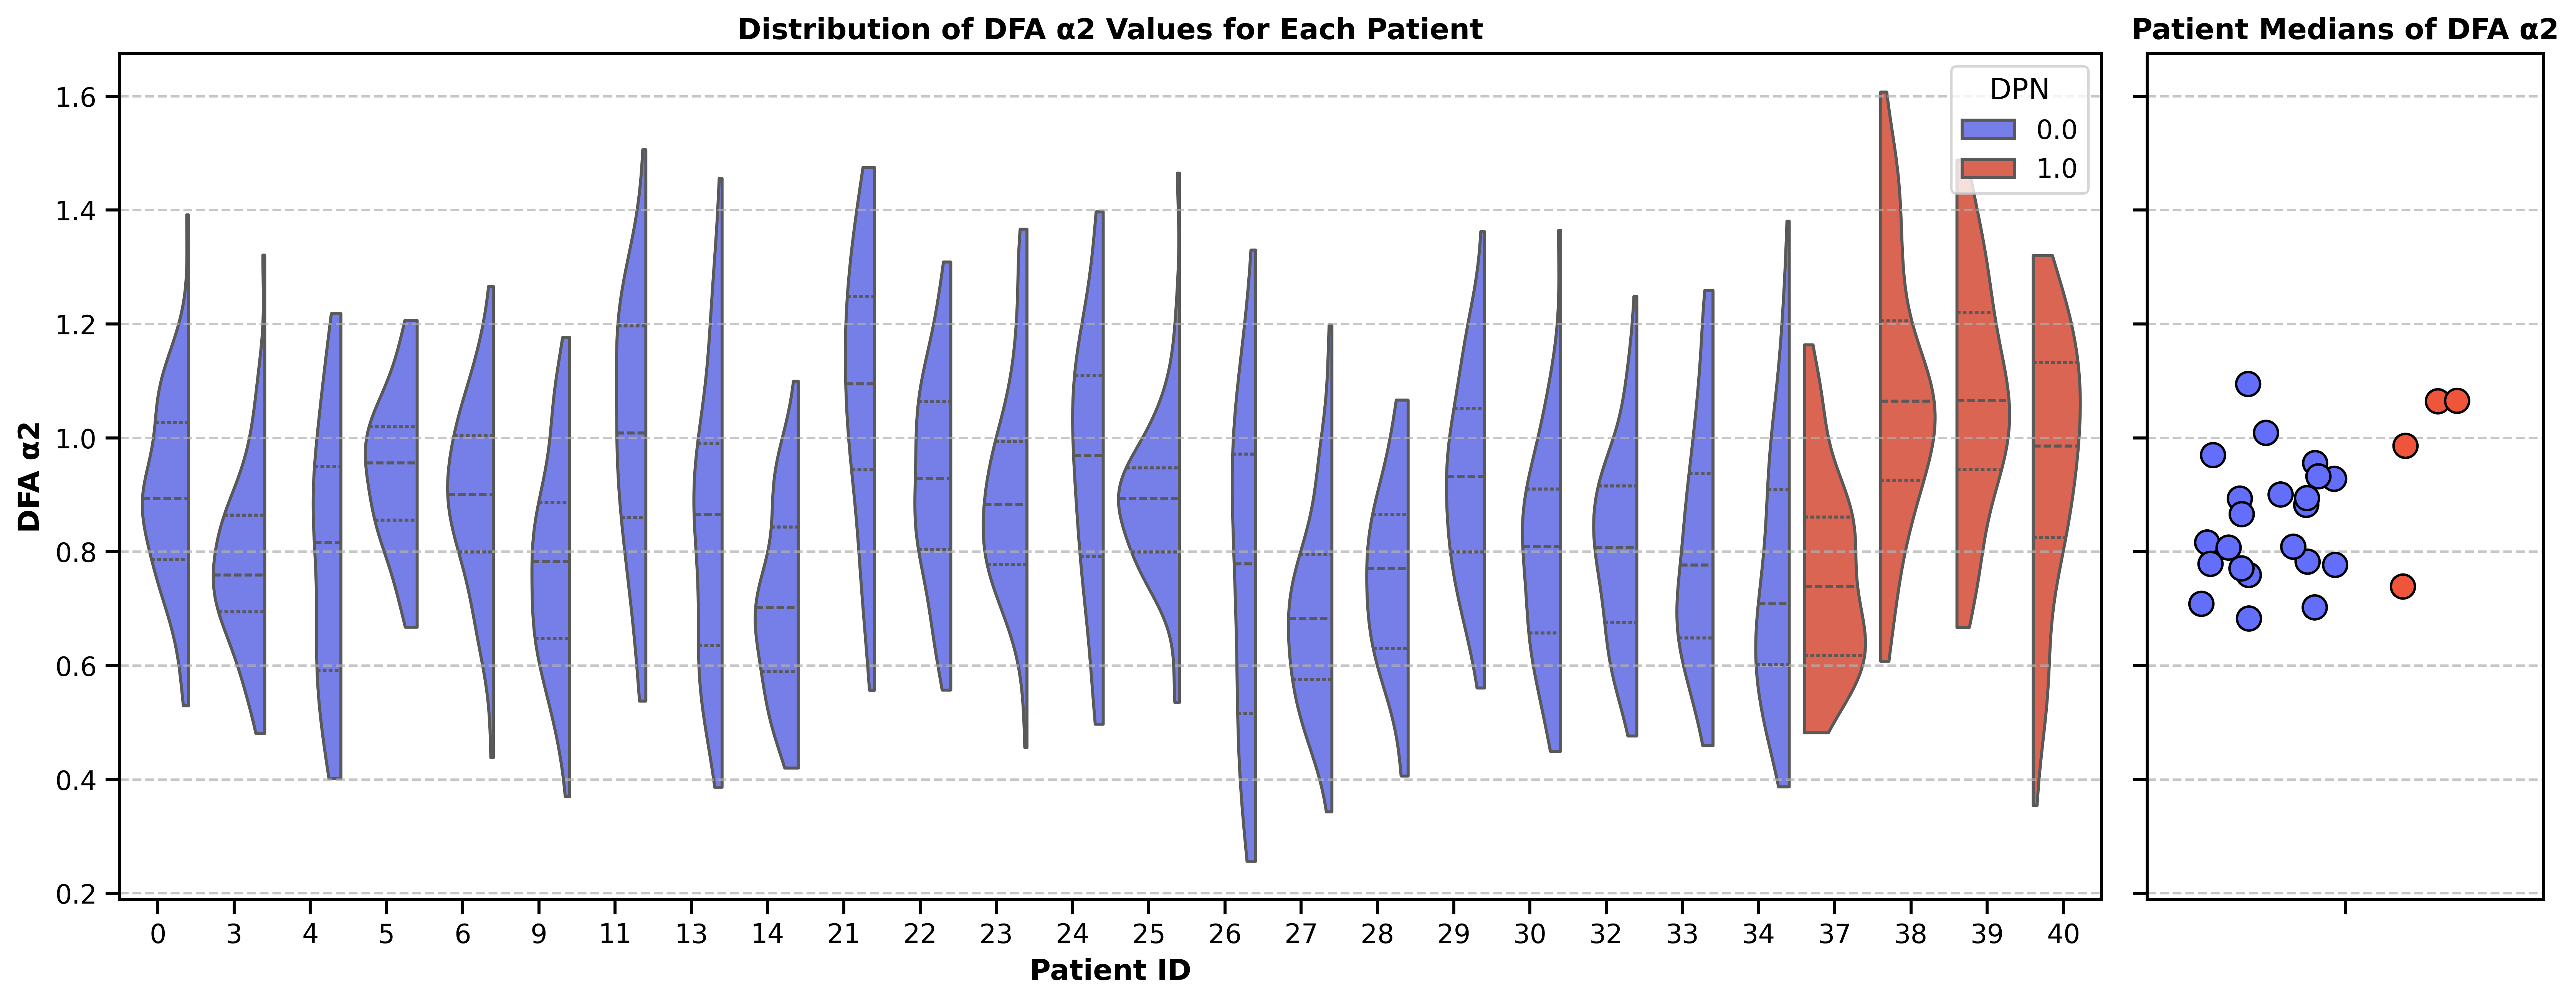 Distribution of DFA α2 Values for Each Patient
Patient Medians of DFA α2
DFA α2
1.6
1.4
1.2
1.0
0.8
0.6
0.4
0.2
DPN
0.0
1.0
0 3 4 5 6 9 11 13 14 21 22 23 24 25 26 27 28 29 30 32 33 34 37 38 39 40
Patient ID